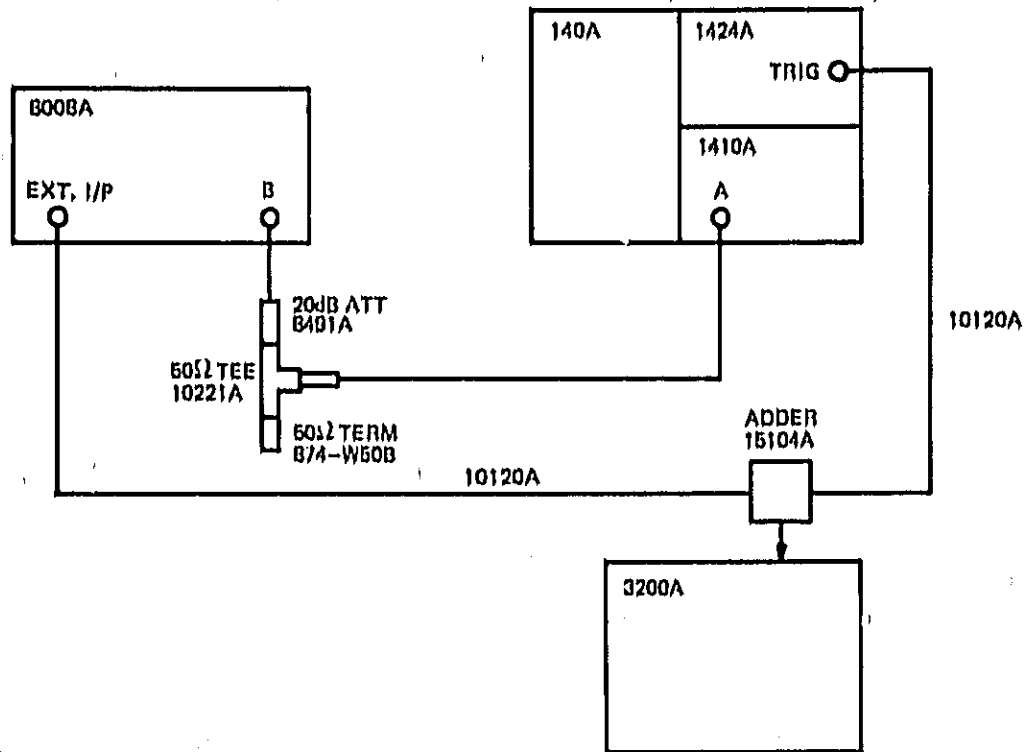 140A
1424A
TRIG
8008A
1410A
EXT, I/P
B
A
20dB ATT
8491A
10120A
50Ω TEE
10221A
50Ω TERM
874-W50B
ADDER
15104A
10120A
3200A